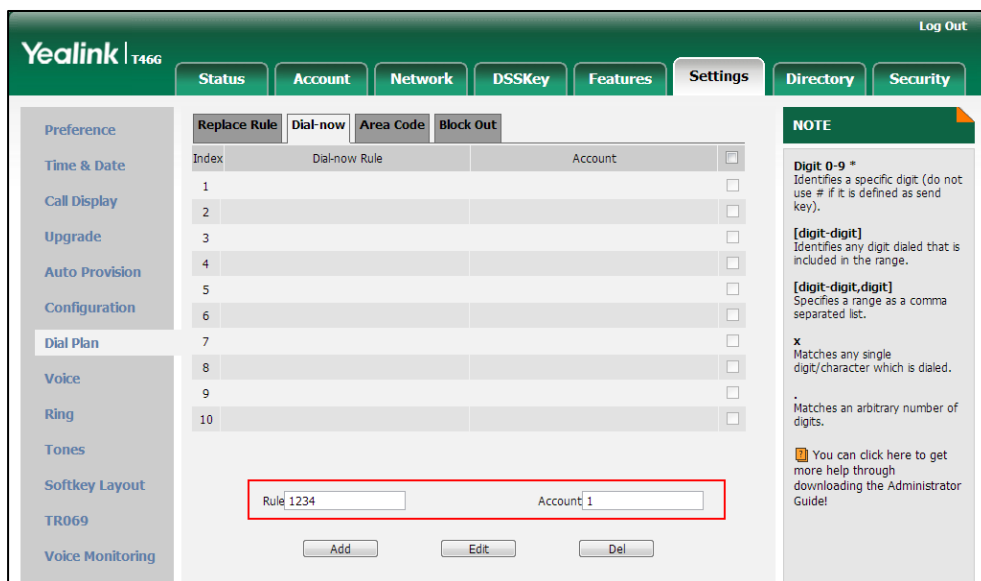 Log Out
Yealink T46G
Status Account Network DSSKey Features Settings Directory Security
Preference
Time & Date
Call Display
Upgrade
Auto Provision
Configuration
Dial Plan
Voice
Ring
Tones
Softkey Layout
TR069
Voice Monitoring
Replace Rule Dial-now Area Code Block Out
Index Dial-now Rule Account
1
2
3
4
5
6
7
8
9
10
Rule 1234 Account 1
Add Edit Del
NOTE
Digit 0-9 *
Identifies a specific digit (do not
use # if it is defined as send
key).
[digit-digit]
Identifies any digit dialed that is
included in the range.
[digit-digit,digit]
Specifies a range as a comma
separated list.
x
Matches any single
digit/character which is dialed.
.
Matches an arbitrary number of
digits.
? You can click here to get
more help through
downloading the Administrator
Guide!